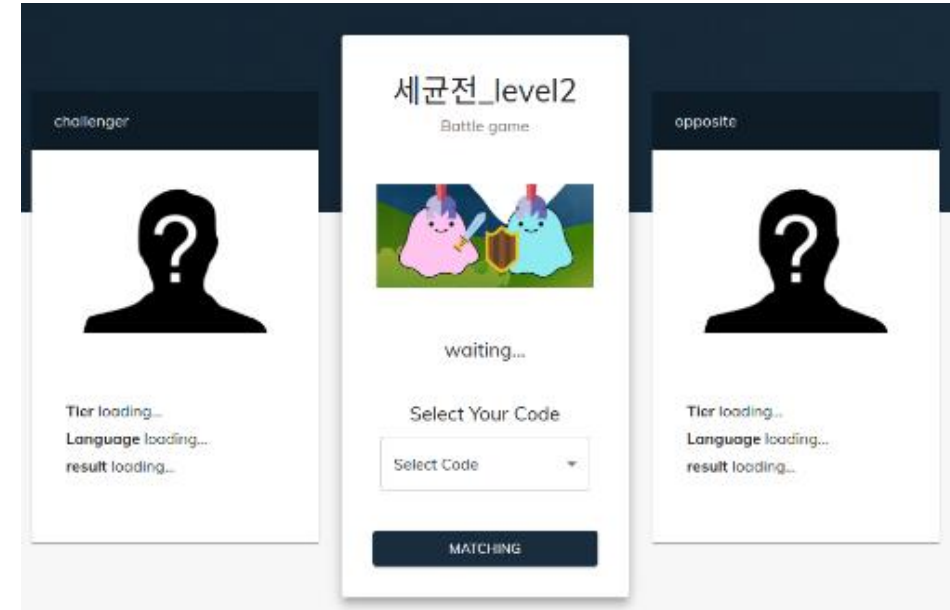 challenger
?
Tier loading...
Language loading...
result loading...
세균전_level2
Battle game
waiting...
Select Your Code
Select Code
MATCHING
opposite
?
Tier loading...
Language loading...
result loading...